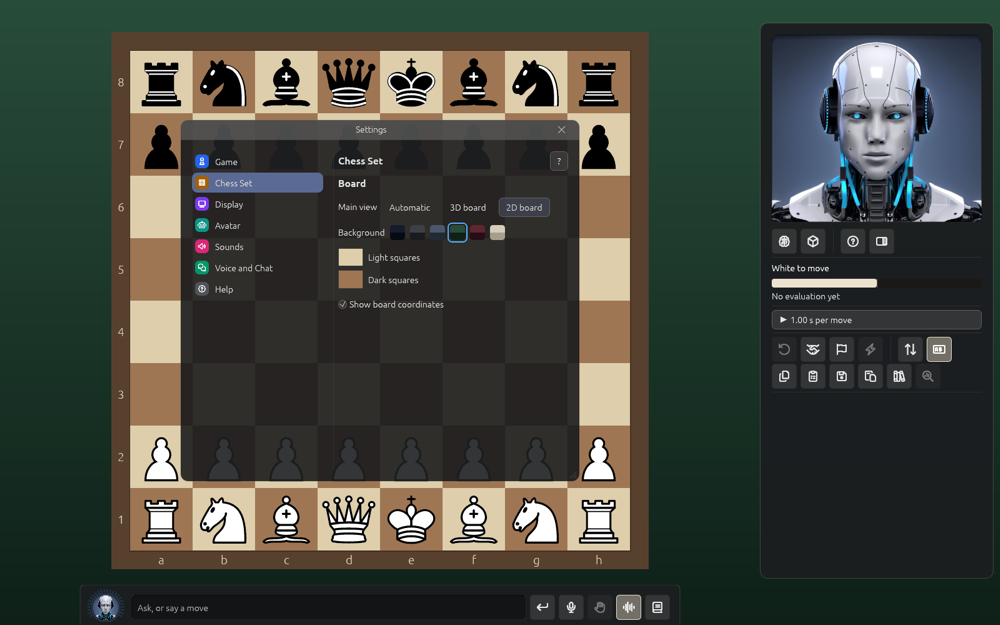 8
7
6
5
4
3
2
1
a b c d e f g h
Settings
Game
Chess Set
Display
Avatar
Sounds
Voice and Chat
Help
Chess Set
?
Board
Main view Automatic 3D board 2D board
Background
Light squares
Dark squares
Show board coordinates
White to move
No evaluation yet
1.00 s per move
Ask, or say a move